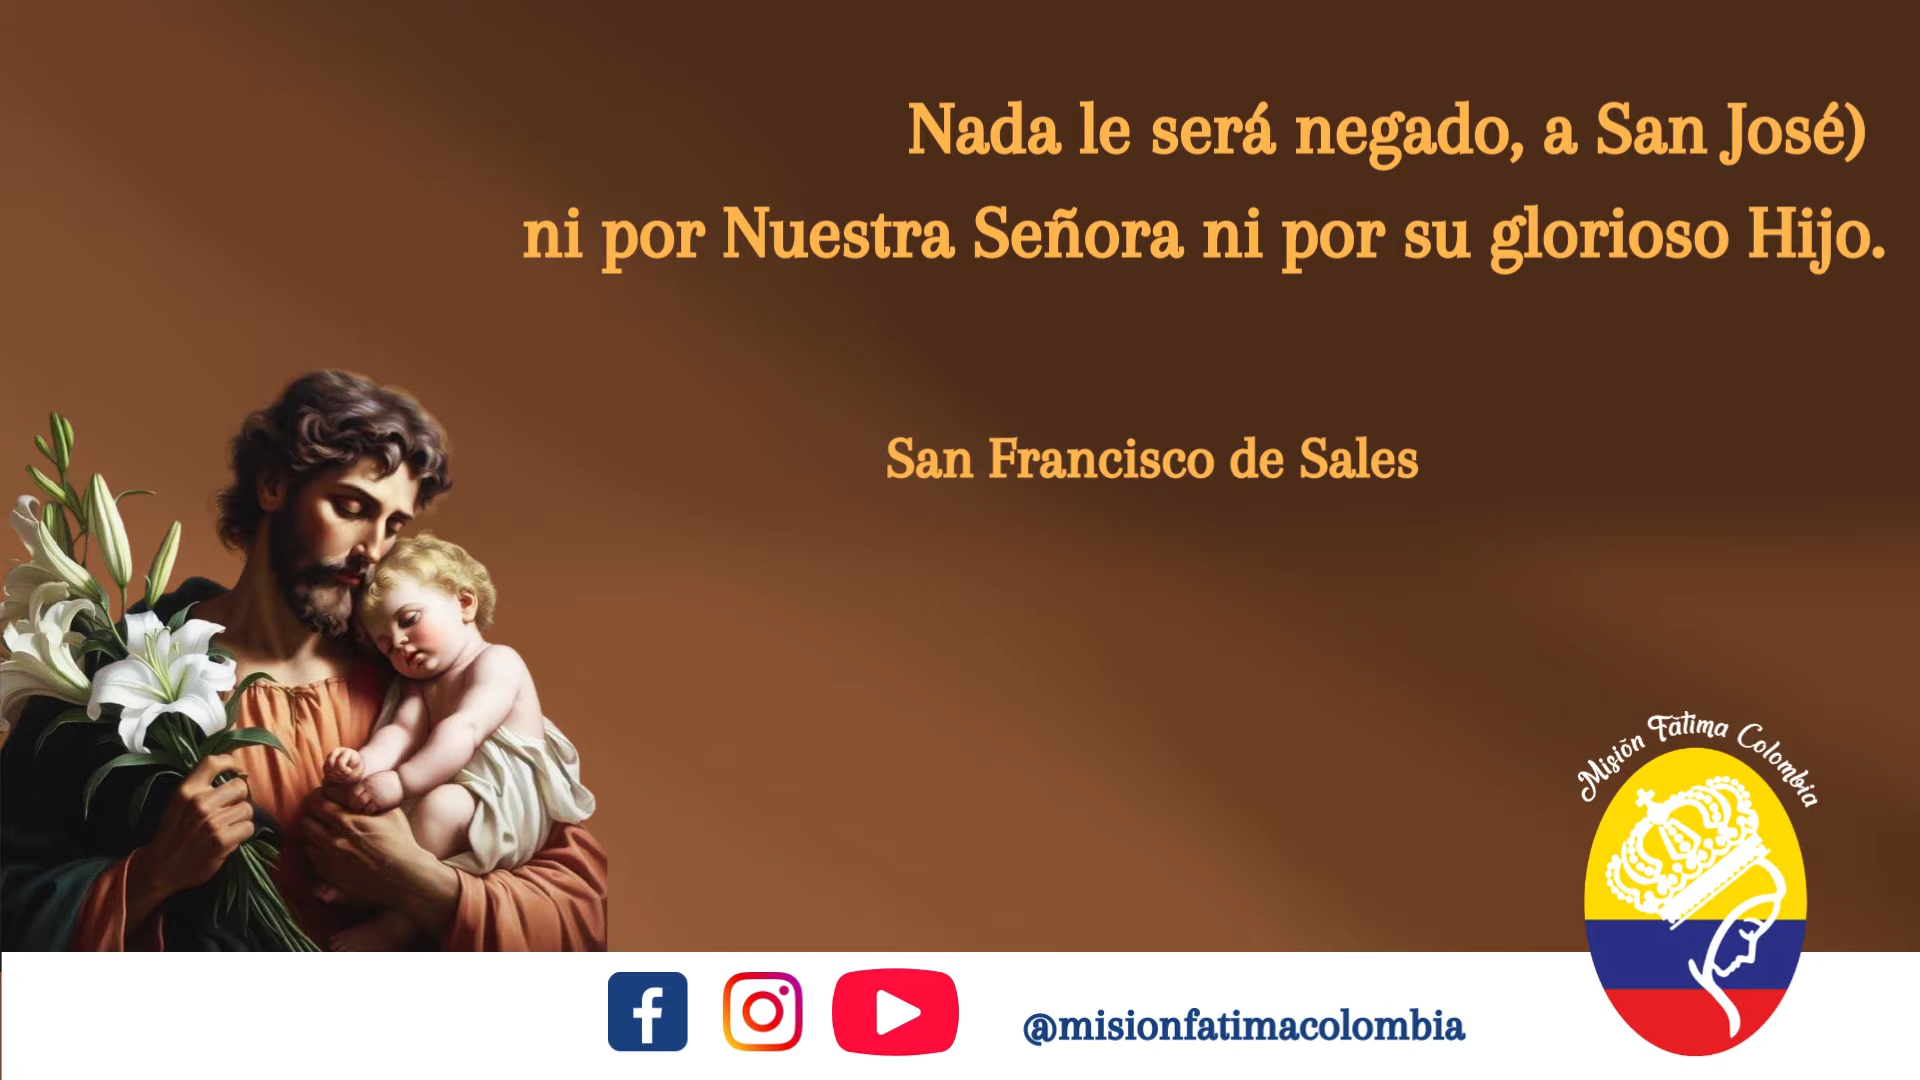 Nada le será negado, a San José)
ni por Nuestra Señora ni por su glorioso Hijo.
San Francisco de Sales
Misión Fátima Colombia
@misionfatimacolombia